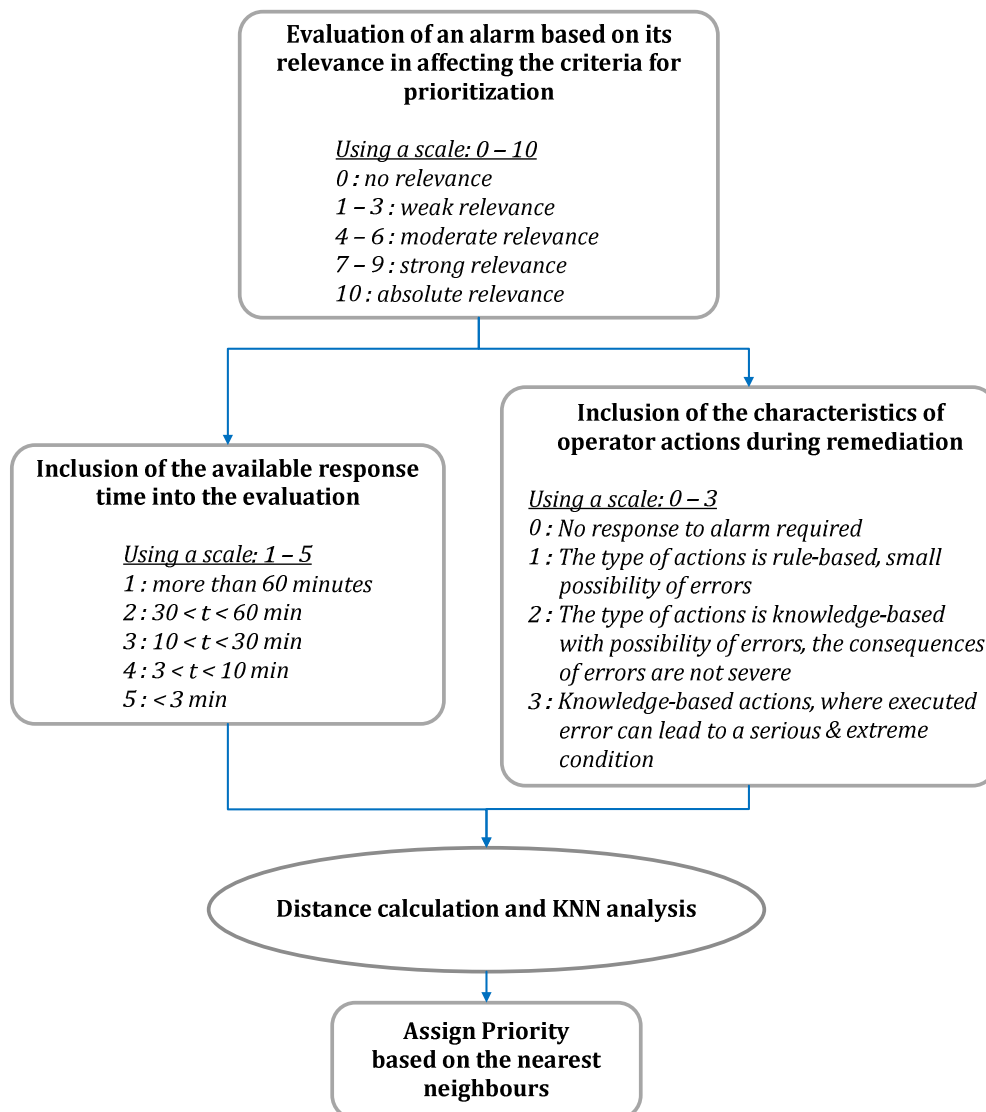 Evaluation of an alarm based on its
relevance in affecting the criteria for
prioritization
Using a scale: 0 – 10
0 : no relevance
1 – 3 : weak relevance
4 – 6 : moderate relevance
7 – 9 : strong relevance
10 : absolute relevance
Inclusion of the available response
time into the evaluation
Using a scale: 1 – 5
1 : more than 60 minutes
2 : 30 < t < 60 min
3 : 10 < t < 30 min
4 : 3 < t < 10 min
5 : < 3 min
Inclusion of the characteristics of
operator actions during remediation
Using a scale: 0 – 3
0 : No response to alarm required
1 : The type of actions is rule-based, small
possibility of errors
2 : The type of actions is knowledge-based
with possibility of errors, the consequences
of errors are not severe
3 : Knowledge-based actions, where executed
error can lead to a serious & extreme
condition
Distance calculation and KNN analysis
Assign Priority
based on the nearest
neighbours